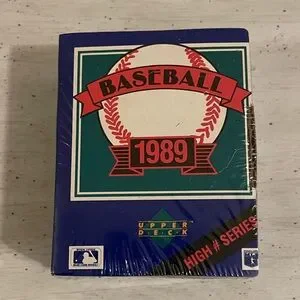 BASEBALL
1989
UPPER
DECK
HIGH # SERIES